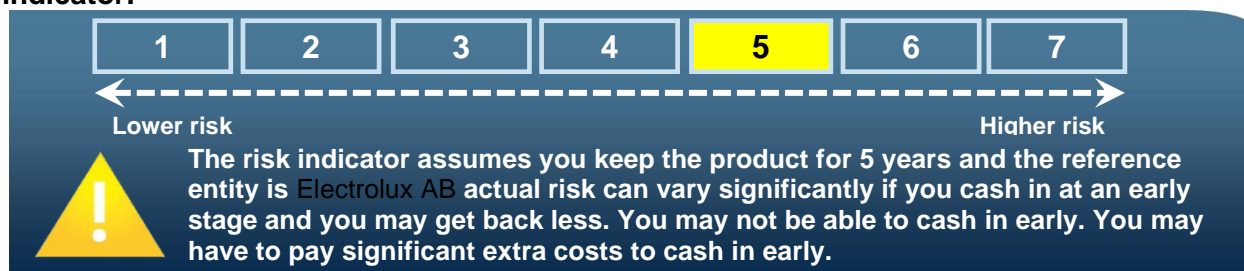 indicator:
1 2 3 4 5 6 7
Lower risk Higher risk
The risk indicator assumes you keep the product for 5 years and the reference
entity is Electrolux AB actual risk can vary significantly if you cash in at an early
stage and you may get back less. You may not be able to cash in early. You may
have to pay significant extra costs to cash in early.